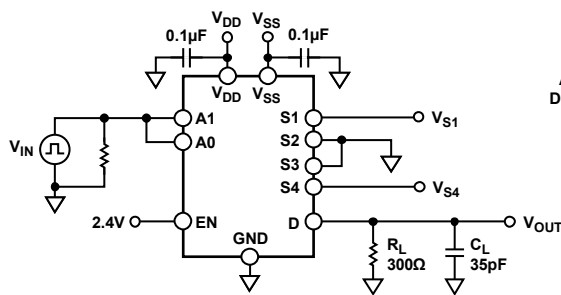 V_DD V_SS
0.1µF 0.1µF
V_DD V_SS
A1 S1 V_S1
V_IN A0 S2
S3
S4 V_S4
2.4V EN D V_OUT
GND R_L C_L
300Ω 35pF
A
D